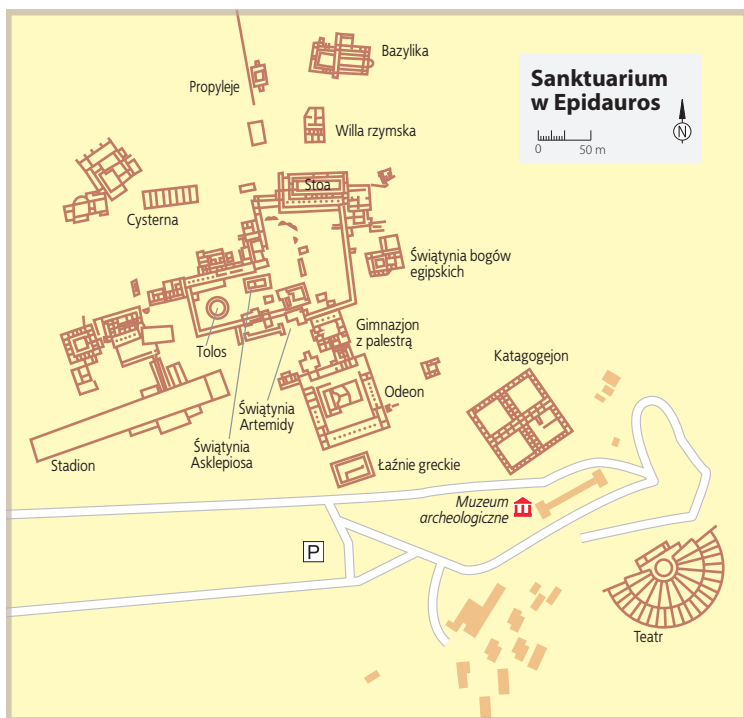 Bazylika
Sanktuarium
w Epidauros
Propyleje
N
0 50 m
Willa rzymska
Stoa
Cysterna
Świątynia bogów
egipskich
Gimnazjon
z palestrą
Tolos
Katagogejon
Odeon
Świątynia
Artemidy
Świątynia
Asklepiosa
Stadion
Łaźnie greckie
Muzeum
archeologiczne
P
Teatr